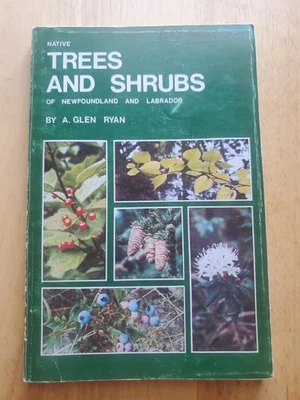 NATIVE
TREES
AND SHRUBS
OF NEWFOUNDLAND AND LABRADOR
BY A. GLEN RYAN